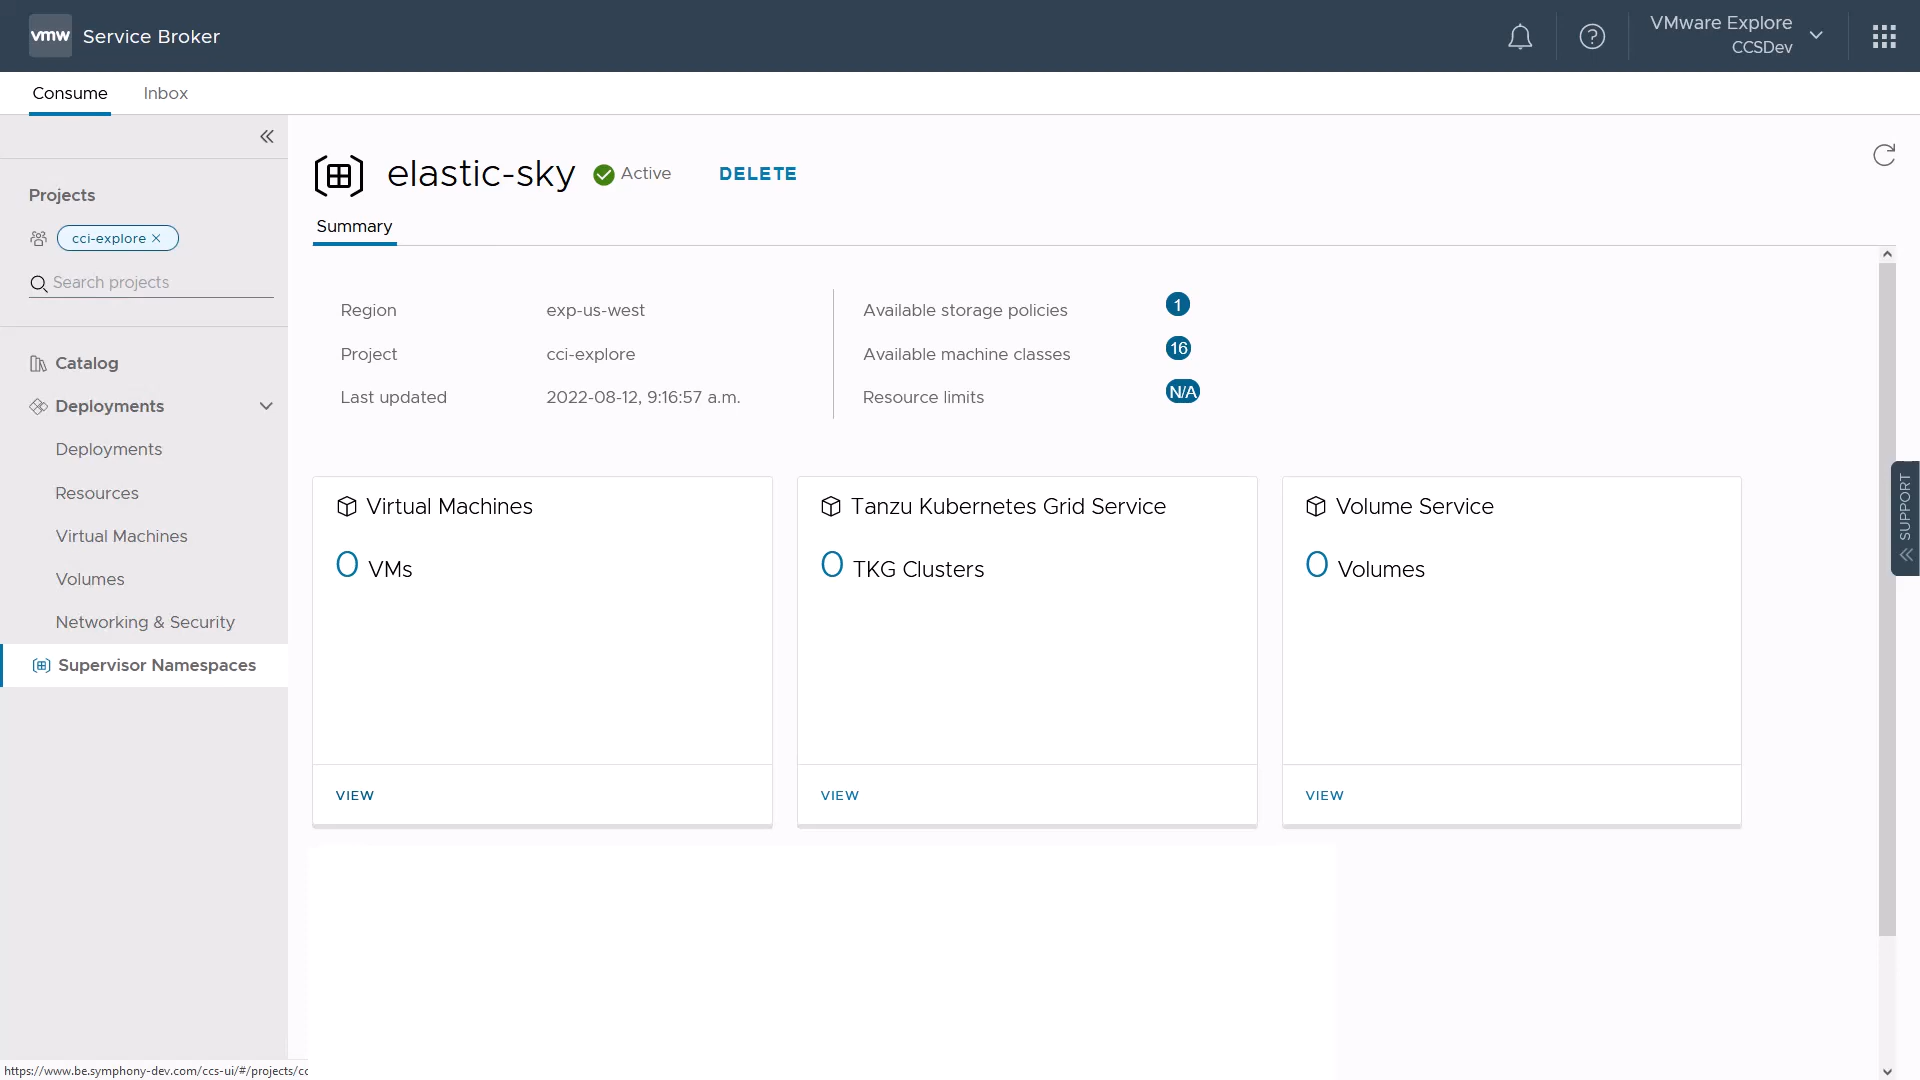 vmw Service Broker
VMware Explore
CCSDev
Consume Inbox
Projects
cci-explore
Search projects
Catalog
Deployments
Deployments
Resources
Virtual Machines
Volumes
Networking & Security
Supervisor Namespaces
elastic-sky Active DELETE
Summary
Region exp-us-west
Project cci-explore
Last updated 2022-08-12, 9:16:57 a.m.
Available storage policies 1
Available machine classes 16
Resource limits N/A
Virtual Machines
0 VMs
VIEW
Tanzu Kubernetes Grid Service
0 TKG Clusters
VIEW
Volume Service
0 Volumes
VIEW
SUPPORT
https://www.be.symphony-dev.com/ccs-ui/#/projects/cc